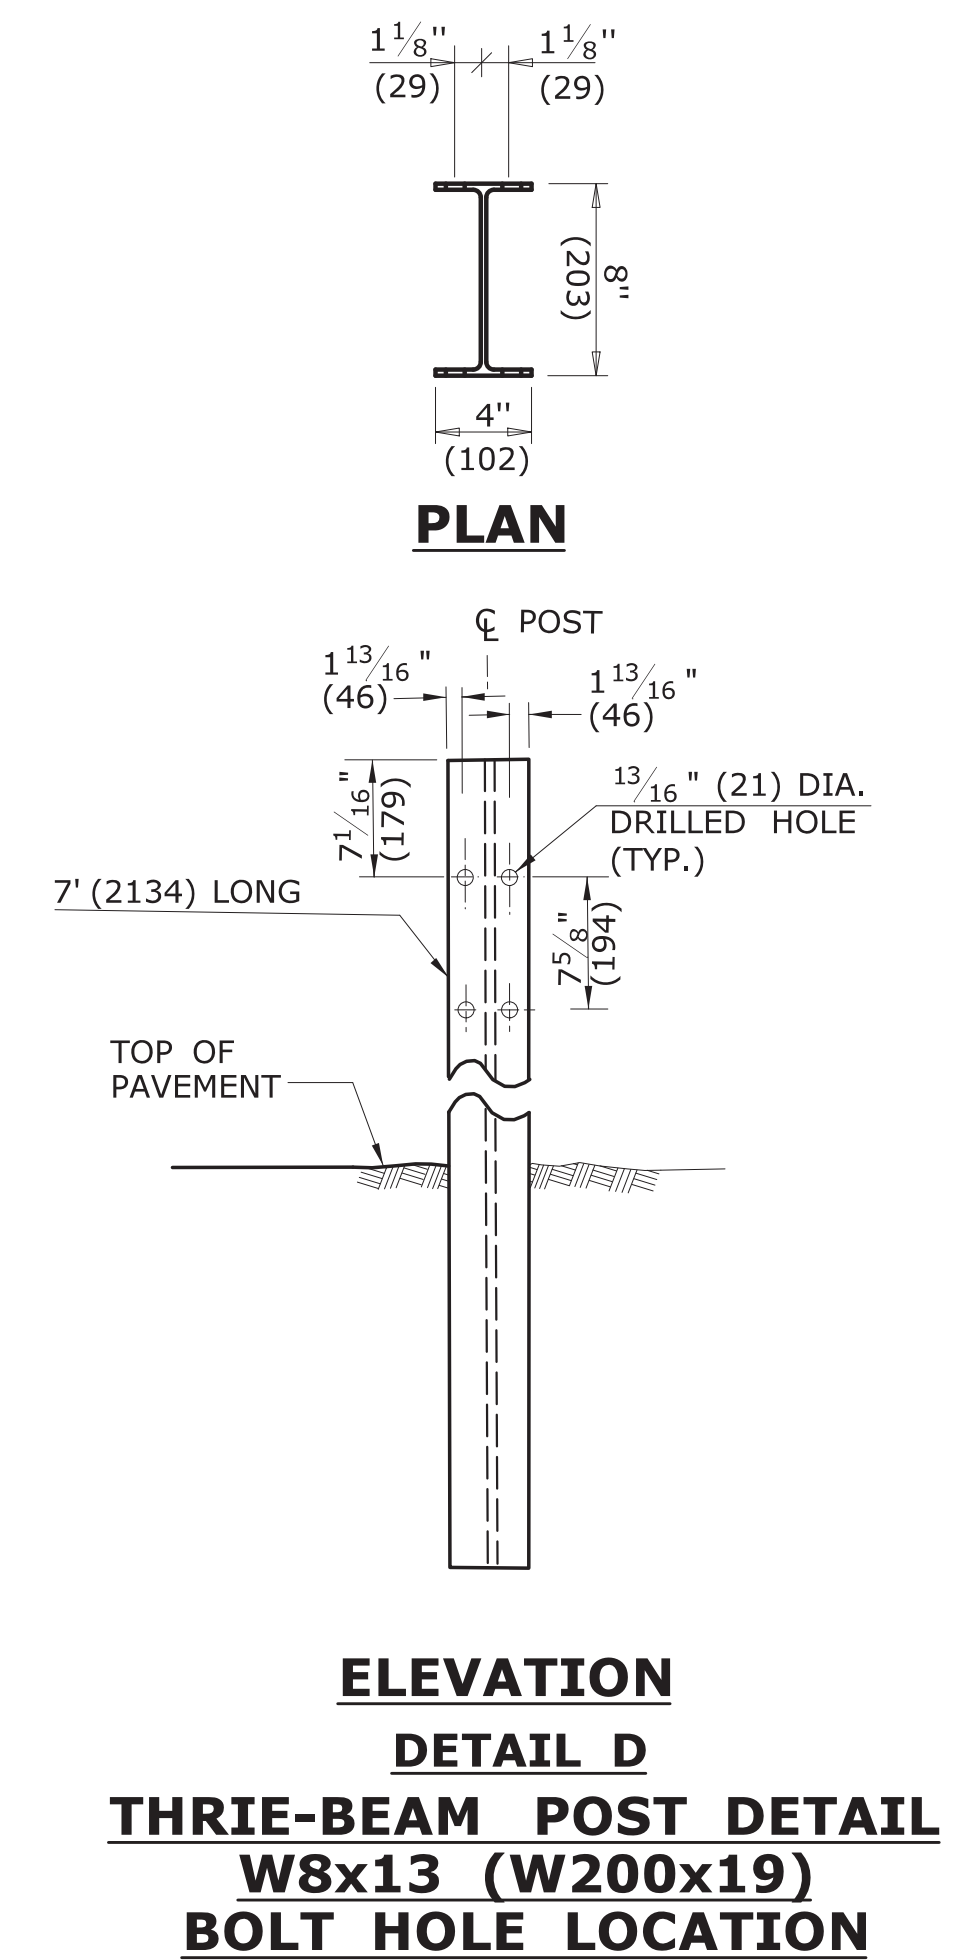 1 1/8" 1 1/8"
(29) (29)
8"
(203)
4"
(102)
PLAN
℄ POST
1 13/16" 1 13/16"
(46) (46)
7 1/16"
(179)
13/16" (21) DIA.
DRILLED HOLE
(TYP.)
7' (2134) LONG
7 5/8"
(194)
TOP OF
PAVEMENT
ELEVATION
DETAIL D
THRIE-BEAM POST DETAIL
W8x13 (W200x19)
BOLT HOLE LOCATION